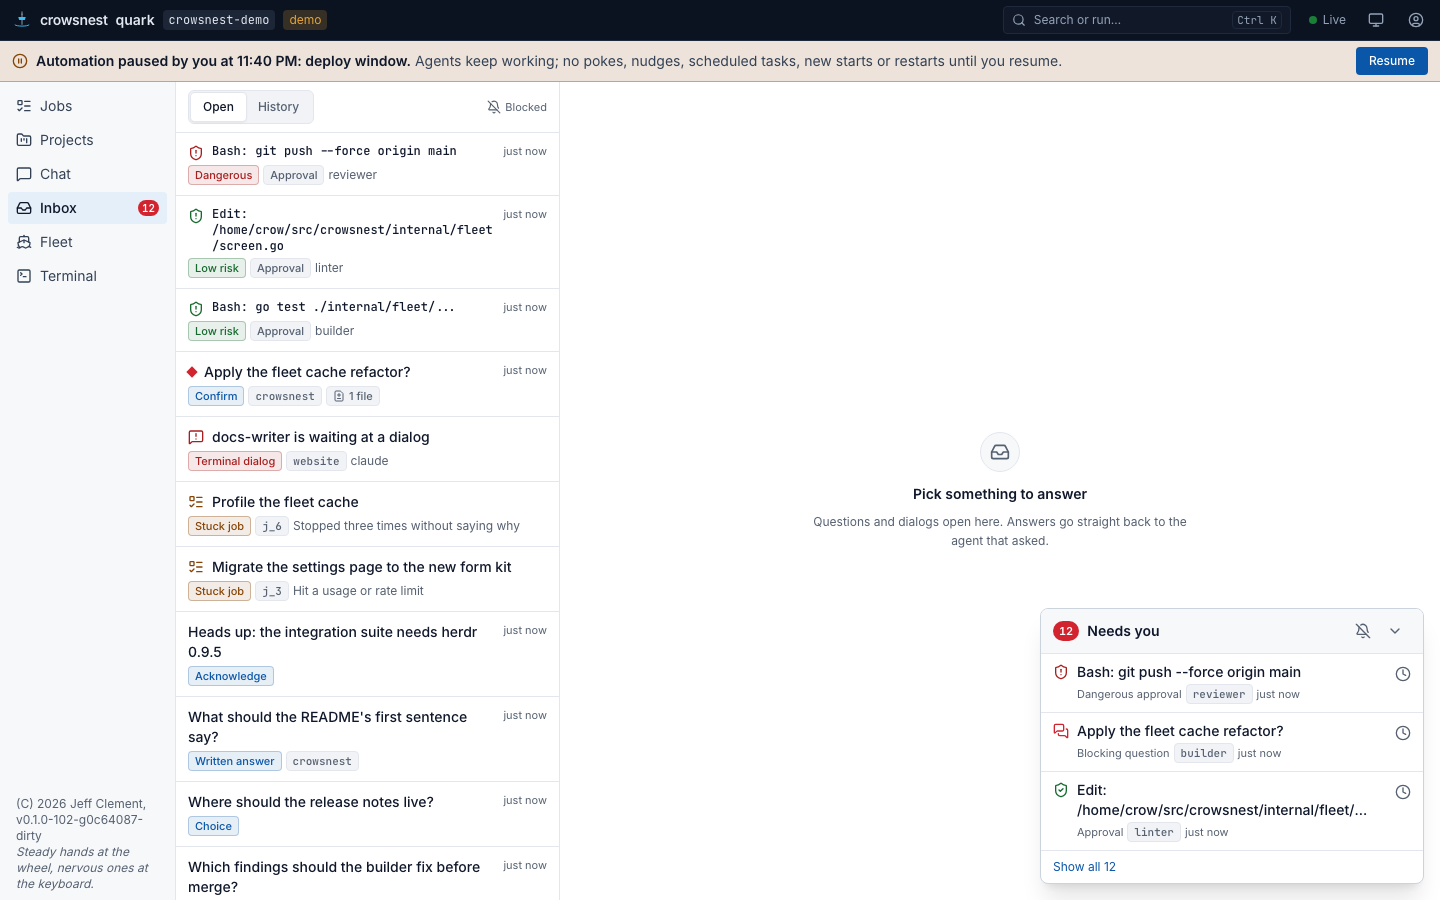 crowsnest quark crowsnest-demo demo
Search or run... Ctrl K
Live
Automation paused by you at 11:40 PM: deploy window. Agents keep working; no pokes, nudges, scheduled tasks, new starts or restarts until you resume.
Resume
Jobs
Projects
Chat
Inbox 12
Fleet
Terminal
(C) 2026 Jeff Clement,
v0.1.0-102-g0c64087-
dirty
Steady hands at the
wheel, nervous ones at
the keyboard.
Open History Blocked
Bash: git push --force origin main just now
Dangerous Approval reviewer
Edit: just now
/home/crow/src/crowsnest/internal/fleet
/screen.go
Low risk Approval linter
Bash: go test ./internal/fleet/... just now
Low risk Approval builder
Apply the fleet cache refactor? just now
Confirm crowsnest 1 file
docs-writer is waiting at a dialog
Terminal dialog website claude
Profile the fleet cache
Stuck job j_6 Stopped three times without saying why
Migrate the settings page to the new form kit
Stuck job j_3 Hit a usage or rate limit
Heads up: the integration suite needs herdr just now
0.9.5
Acknowledge
What should the README's first sentence just now
say?
Written answer crowsnest
Where should the release notes live? just now
Choice
Which findings should the builder fix before just now
merge?
Pick something to answer
Questions and dialogs open here. Answers go straight back to the
agent that asked.
12 Needs you
Bash: git push --force origin main
Dangerous approval reviewer just now
Apply the fleet cache refactor?
Blocking question builder just now
Edit:
/home/crow/src/crowsnest/internal/fleet/...
Approval linter just now
Show all 12